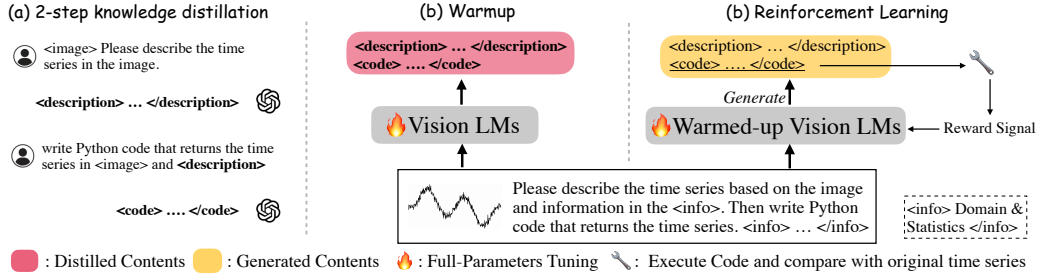 (a) 2-step knowledge distillation
<image> Please describe the time
series in the image.
<description> ... </description>
write Python code that returns the time
series in <image> and <description>
<code> .... </code>
(b) Warmup
<description> ... </description>
<code> .... </code>
Vision LMs
(b) Reinforcement Learning
<description> ... </description>
<code> .... </code>
Generate
Warmed-up Vision LMs
Reward Signal
Please describe the time series based on the image
and information in the <info>. Then write Python
code that returns the time series. <info> ... </info>
<info> Domain &
Statistics </info>
: Distilled Contents
: Generated Contents
: Full-Parameters Tuning
: Execute Code and compare with original time series